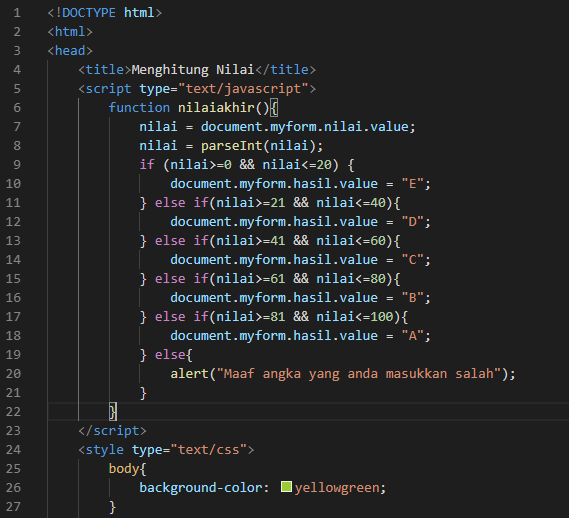 1 <!DOCTYPE html>
2 <html>
3 <head>
4 <title>Menghitung Nilai</title>
5 <script type="text/javascript">
6 function nilaiakhir(){
7 nilai = document.myform.nilai.value;
8 nilai = parseInt(nilai);
9 if (nilai>=0 && nilai<=20) {
10 document.myform.hasil.value = "E";
11 } else if(nilai>=21 && nilai<=40){
12 document.myform.hasil.value = "D";
13 } else if(nilai>=41 && nilai<=60){
14 document.myform.hasil.value = "C";
15 } else if(nilai>=61 && nilai<=80){
16 document.myform.hasil.value = "B";
17 } else if(nilai>=81 && nilai<=100){
18 document.myform.hasil.value = "A";
19 } else{
20 alert("Maaf angka yang anda masukkan salah");
21 }
22 }
23 </script>
24 <style type="text/css">
25 body{
26 background-color: yellowgreen;
27 }